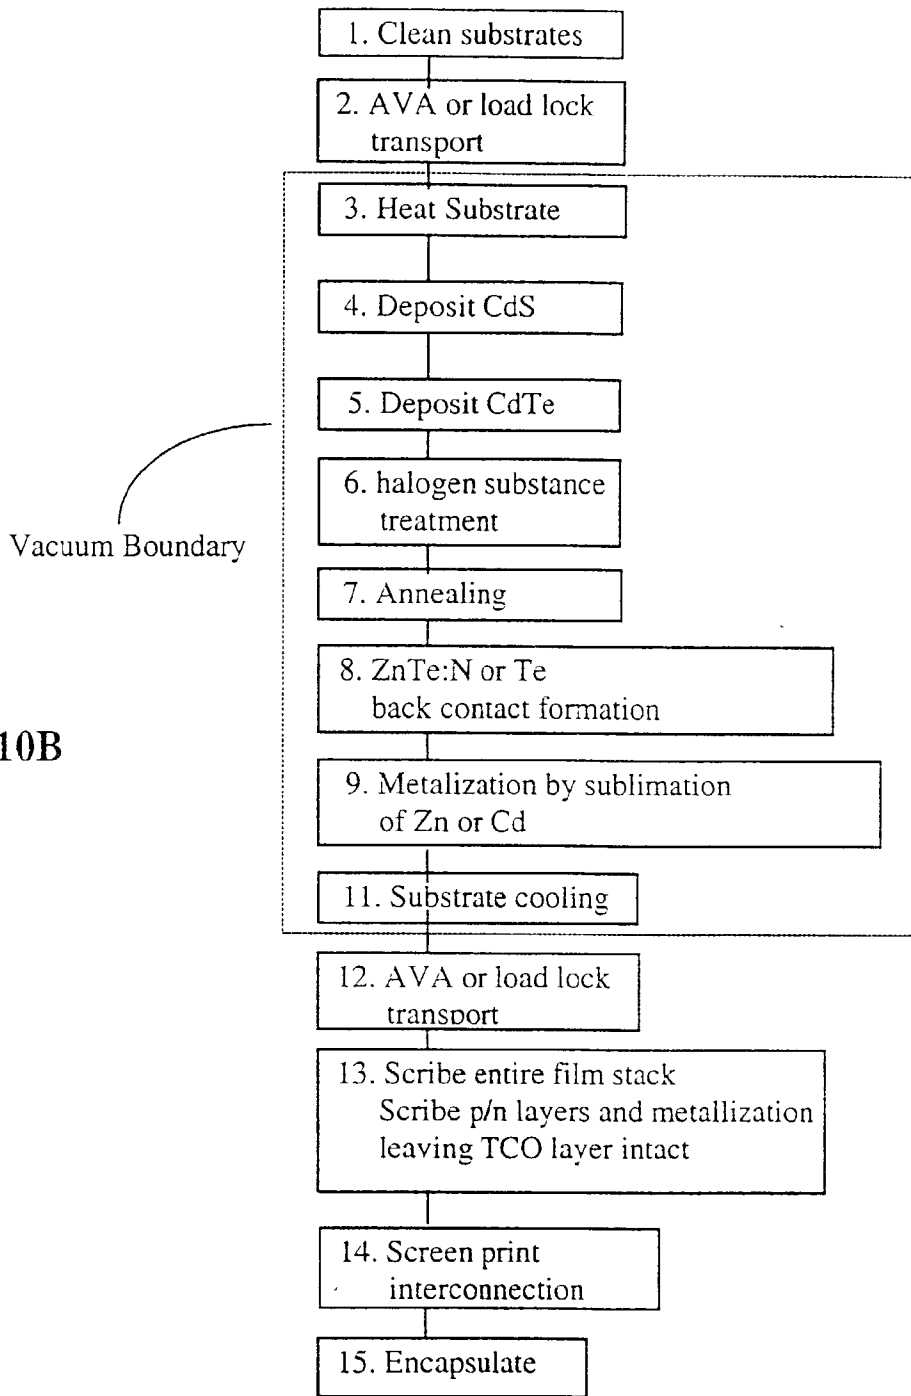 1. Clean substrates
2. AVA or load lock
transport
3. Heat Substrate
4. Deposit CdS
5. Deposit CdTe
6. halogen substance
treatment
Vacuum Boundary
7. Annealing
8. ZnTe:N or Te
back contact formation
10B
9. Metalization by sublimation
of Zn or Cd
11. Substrate cooling
12. AVA or load lock
transport
13. Scribe entire film stack
Scribe p/n layers and metallization
leaving TCO layer intact
14. Screen print
interconnection
15. Encapsulate